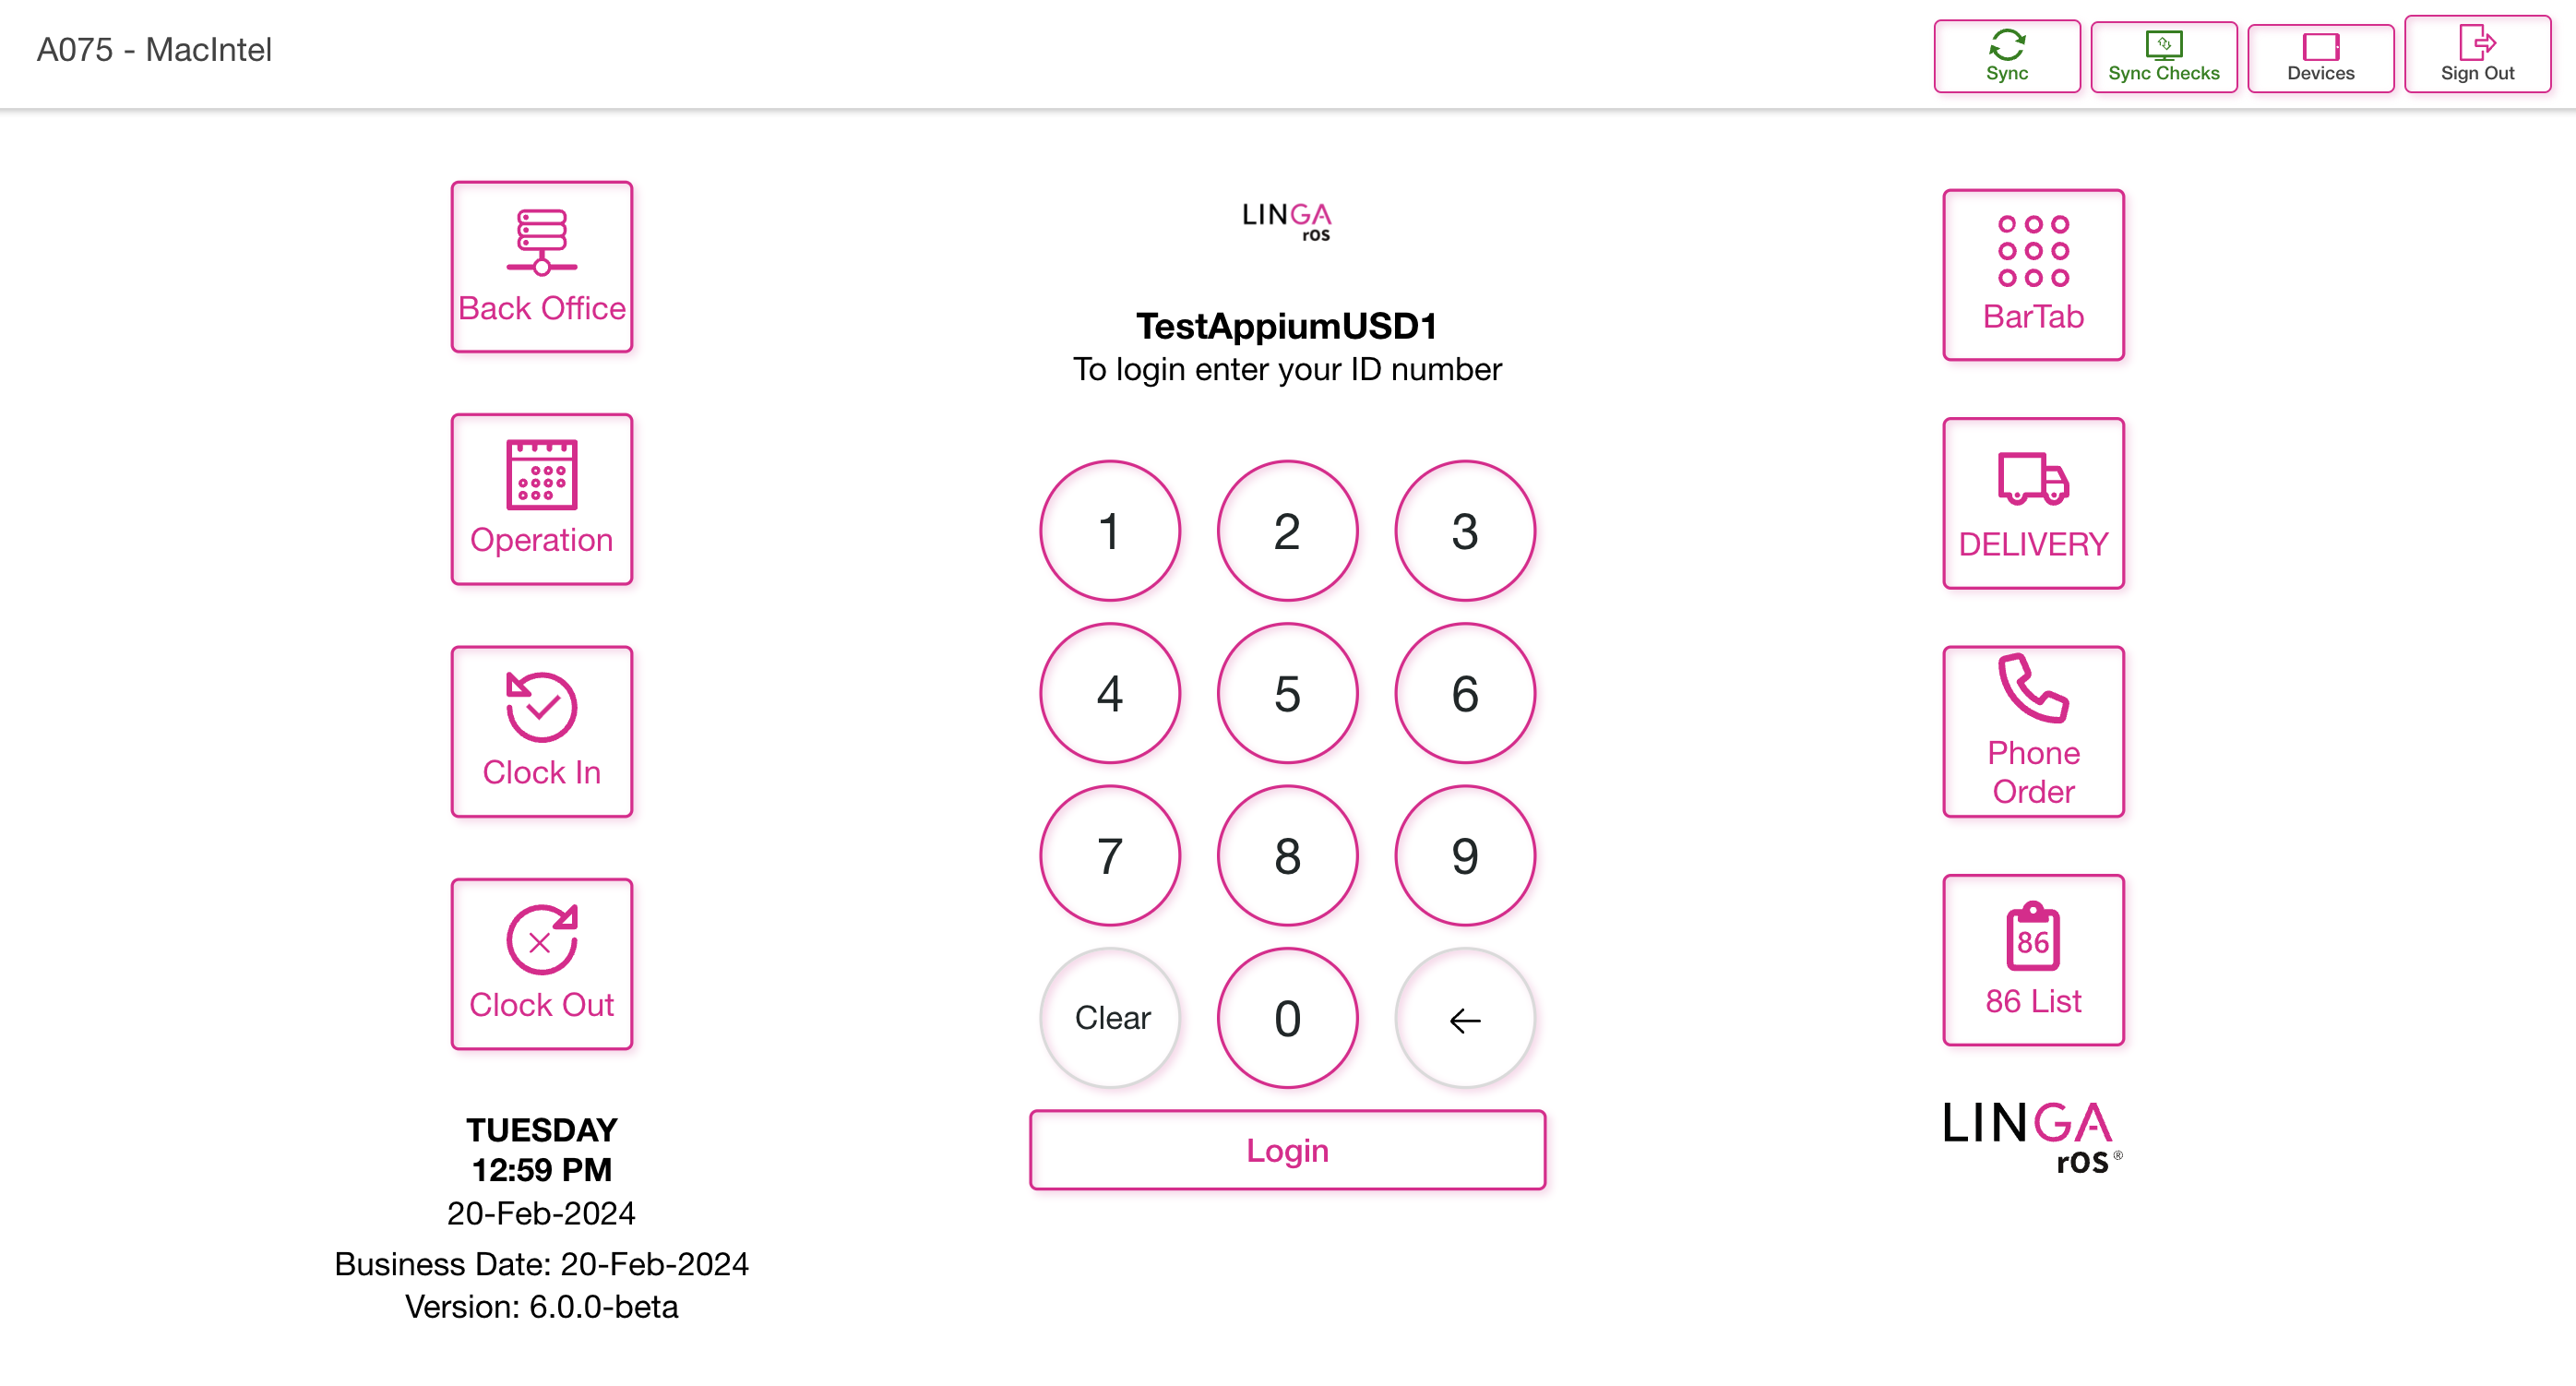 A075 - MacIntel
Sync
Sync Checks
Devices
Sign Out
Back Office
Operation
Clock In
Clock Out
TUESDAY
12:59 PM
20-Feb-2024
Business Date: 20-Feb-2024
Version: 6.0.0-beta
LINGA
ros
TestAppiumUSD1
To login enter your ID number
1 2 3
4 5 6
7 8 9
Clear 0 ←
Login
BarTab
DELIVERY
Phone
Order
86
86 List
LINGA
ros ®